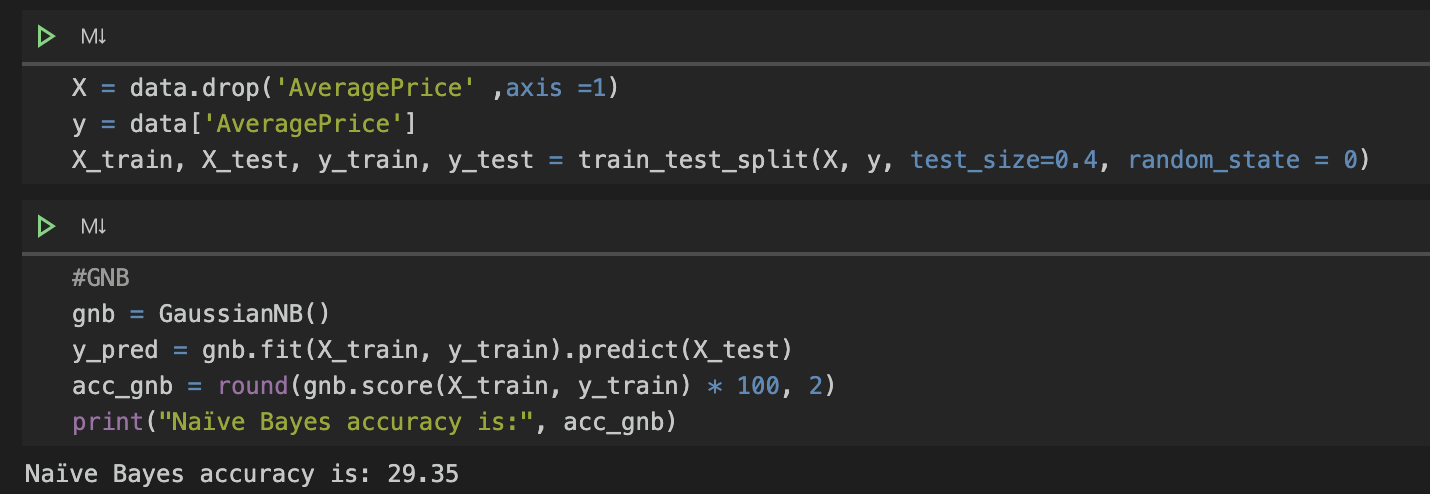 M↓
X = data.drop('AveragePrice' ,axis =1)
y = data['AveragePrice']
X_train, X_test, y_train, y_test = train_test_split(X, y, test_size=0.4, random_state = 0)
M↓
#GNB
gnb = GaussianNB()
y_pred = gnb.fit(X_train, y_train).predict(X_test)
acc_gnb = round(gnb.score(X_train, y_train) * 100, 2)
print("Naïve Bayes accuracy is:", acc_gnb)
Naïve Bayes accuracy is: 29.35